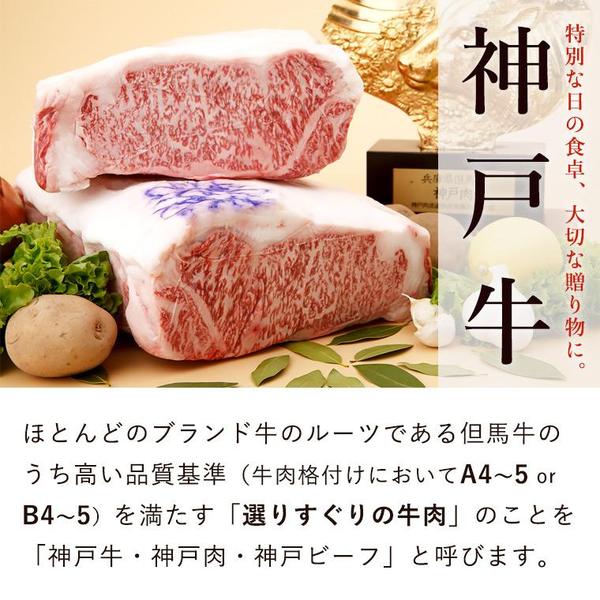 特別な日の食卓、大切な贈り物に。
神戸牛
ほとんどのブランド牛のルーツである但馬牛の
うち高い品質基準（牛肉格付けにおいてA4〜5 or
B4〜5）を満たす「選りすぐりの牛肉」のことを
「神戸牛・神戸肉・神戸ビーフ」と呼びます。